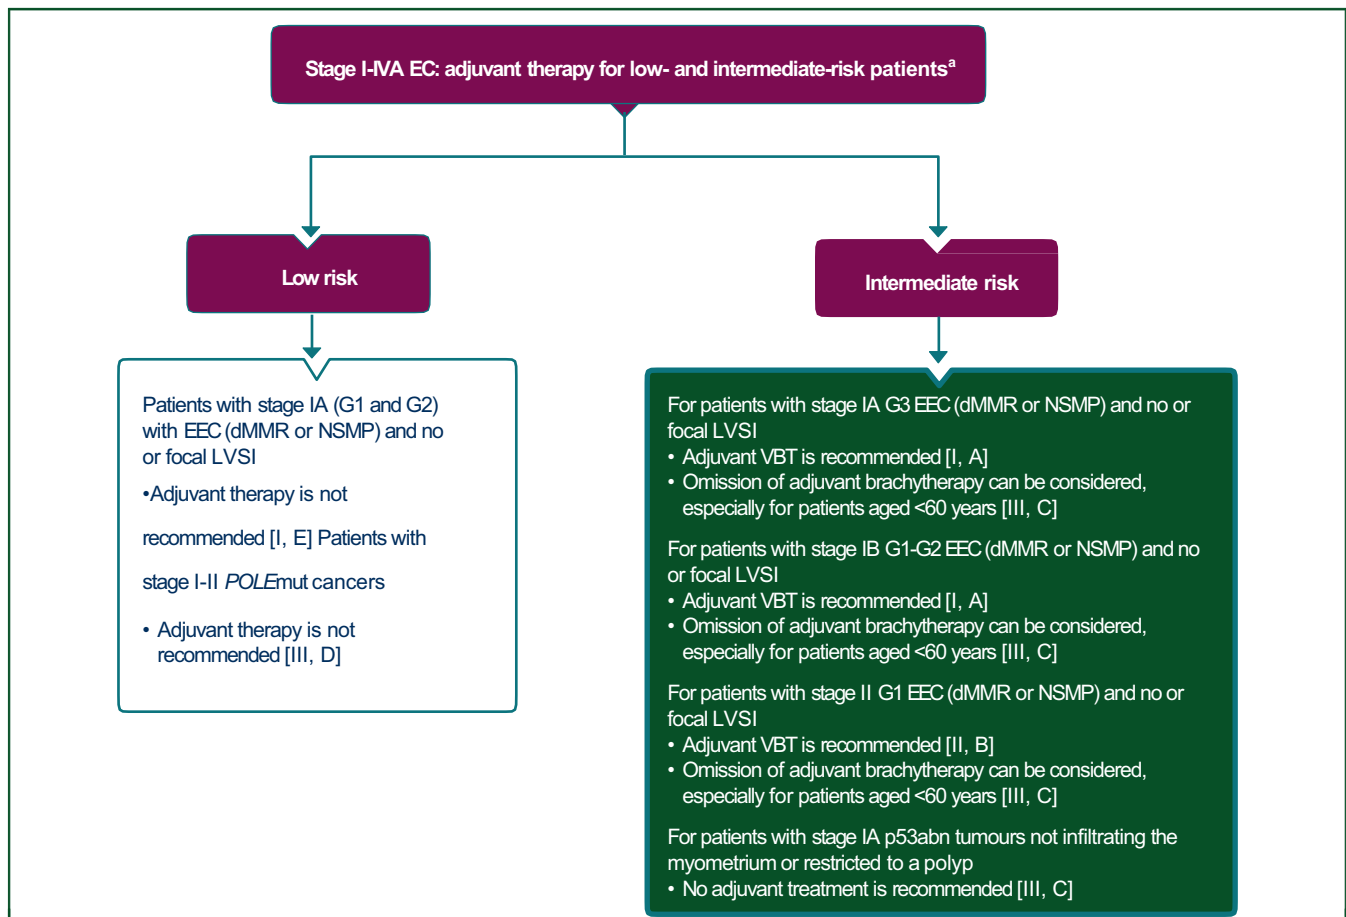 Stage I-IVA EC: adjuvant therapy for low- and intermediate-risk patientsa
Low risk
Patients with stage IA (G1 and G2)
with EEC (dMMR or NSMP) and no
or focal LVSI
•Adjuvant therapy is not
recommended [I, E] Patients with
stage I-II POLEmut cancers
• Adjuvant therapy is not
recommended [III, D]
Intermediate risk
For patients with stage IA G3 EEC (dMMR or NSMP) and no or
focal LVSI
• Adjuvant VBT is recommended [I, A]
• Omission of adjuvant brachytherapy can be considered,
especially for patients aged <60 years [III, C]
For patients with stage IB G1-G2 EEC (dMMR or NSMP) and no
or focal LVSI
• Adjuvant VBT is recommended [I, A]
• Omission of adjuvant brachytherapy can be considered,
especially for patients aged <60 years [III, C]
For patients with stage II G1 EEC (dMMR or NSMP) and no or
focal LVSI
• Adjuvant VBT is recommended [II, B]
• Omission of adjuvant brachytherapy can be considered,
especially for patients aged <60 years [III, C]
For patients with stage IA p53abn tumours not infiltrating the
myometrium or restricted to a polyp
• No adjuvant treatment is recommended [III, C]